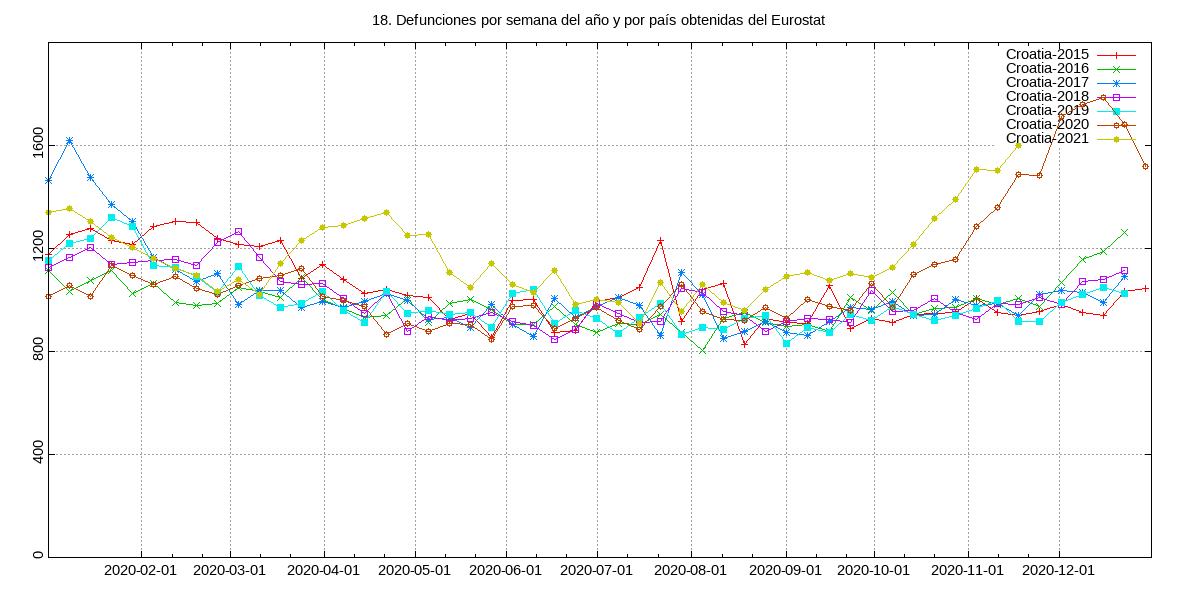 18. Defunciones por semana del año y por país obtenidas del Eurostat
Croatia-2015
Croatia-2016
Croatia-2017
Croatia-2018
Croatia-2019
Croatia-2020
Croatia-2021
1600
1200
800
400
0
2020-02-01 2020-03-01 2020-04-01 2020-05-01 2020-06-01 2020-07-01 2020-08-01 2020-09-01 2020-10-01 2020-11-01 2020-12-01